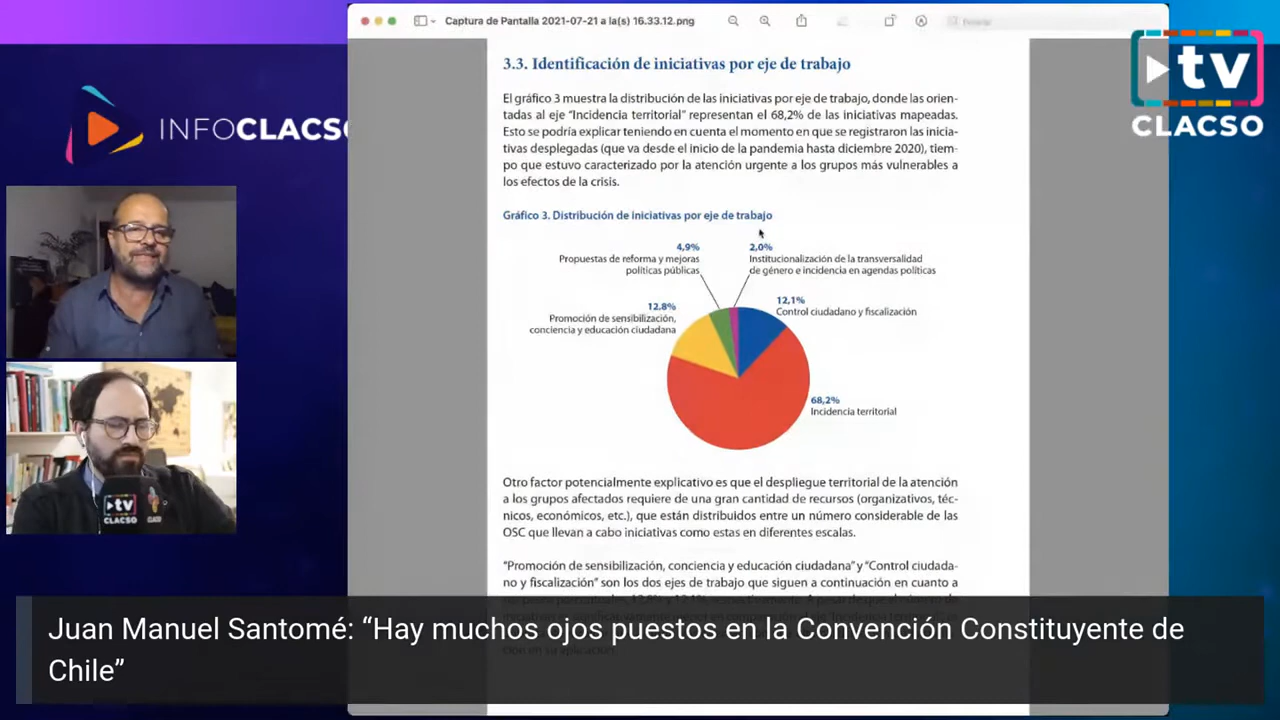 Captura de Pantalla 2021-07-21 a la(s) 16.33.12.png
tv
CLACSO
INFOCLACSO
3.3. Identificación de iniciativas por eje de trabajo
El gráfico 3 muestra la distribución de las iniciativas por eje de trabajo, donde las orien-
tadas al eje “Incidencia territorial” representan el 68,2% de las iniciativas mapeadas.
Esto se podría explicar teniendo en cuenta el momento en que se registraron las inicia-
tivas desplegadas (que va desde el inicio de la pandemia hasta diciembre 2020), tiem-
po que estuvo caracterizado por la atención urgente a los grupos más vulnerables a
los efectos de la crisis.
Gráfico 3. Distribución de iniciativas por eje de trabajo
4,9%
Propuestas de reforma y mejoras
políticas públicas
2,0%
Institucionalización de la transversalidad
de género e incidencia en agendas políticas
12,8%
Promoción de sensibilización,
conciencia y educación ciudadana
12,1%
Control ciudadano y fiscalización
68,2%
Incidencia territorial
Otro factor potencialmente explicativo es que el despliegue territorial de la atención
a los grupos afectados requiere de una gran cantidad de recursos (organizativos, téc-
nicos, económicos, etc.), que están distribuidos entre un número considerable de las
OSC que llevan a cabo iniciativas como estas en diferentes escalas.
“Promoción de sensibilización, conciencia y educación ciudadana” y “Control ciudada-
no y fiscalización” son los dos ejes de trabajo que siguen a continuación en cuanto a
tv
CLACSO
Juan Manuel Santomé: “Hay muchos ojos puestos en la Convención Constituyente de
Chile”